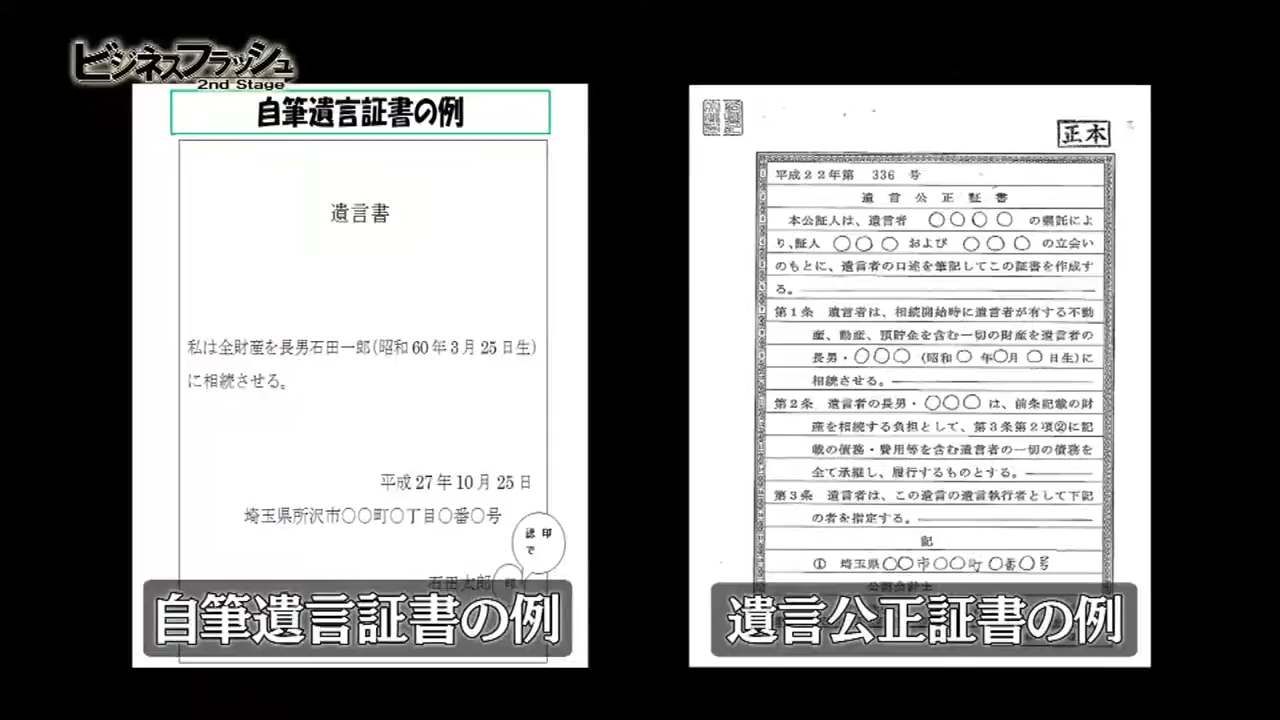 ビジネスフラッシュ
2nd Stage
自筆遺言証書の例
遺言書
私は全財産を長男石田一郎(昭和60年3月25日生)
に相続させる。
平成27年10月25日
埼玉県所沢市〇〇町〇丁目〇番〇号
認印
で
石田太郎
印
自筆遺言証書の例
正本
平成22年第 336 号
遺言公正証書
本公証人は、遺言者 〇〇〇〇 の嘱託によ
り、証人 〇〇〇 および 〇〇〇 の立会い
のもとに、遺言者の口述を筆記してこの証書を作成す
る。
第1条 遺言者は、相続開始時に遺言者が有する不動
産、動産、預貯金を含む一切の財産を遺言者の
長男・〇〇〇 (昭和〇 年〇月 〇 日生)に
相続させる。
第2条 遺言者の長男・〇〇〇 は、前条記載の財
産を相続する負担として、第3条第2項②に記
載の債務・費用等を含む遺言者の一切の債務を
全て承継し、履行するものとする。
第3条 遺言者は、この遺言の遺言執行者として下記
の者を指定する。
記
① 埼玉県〇〇市〇〇町 〇番〇号
公認会計士
遺言公正証書の例